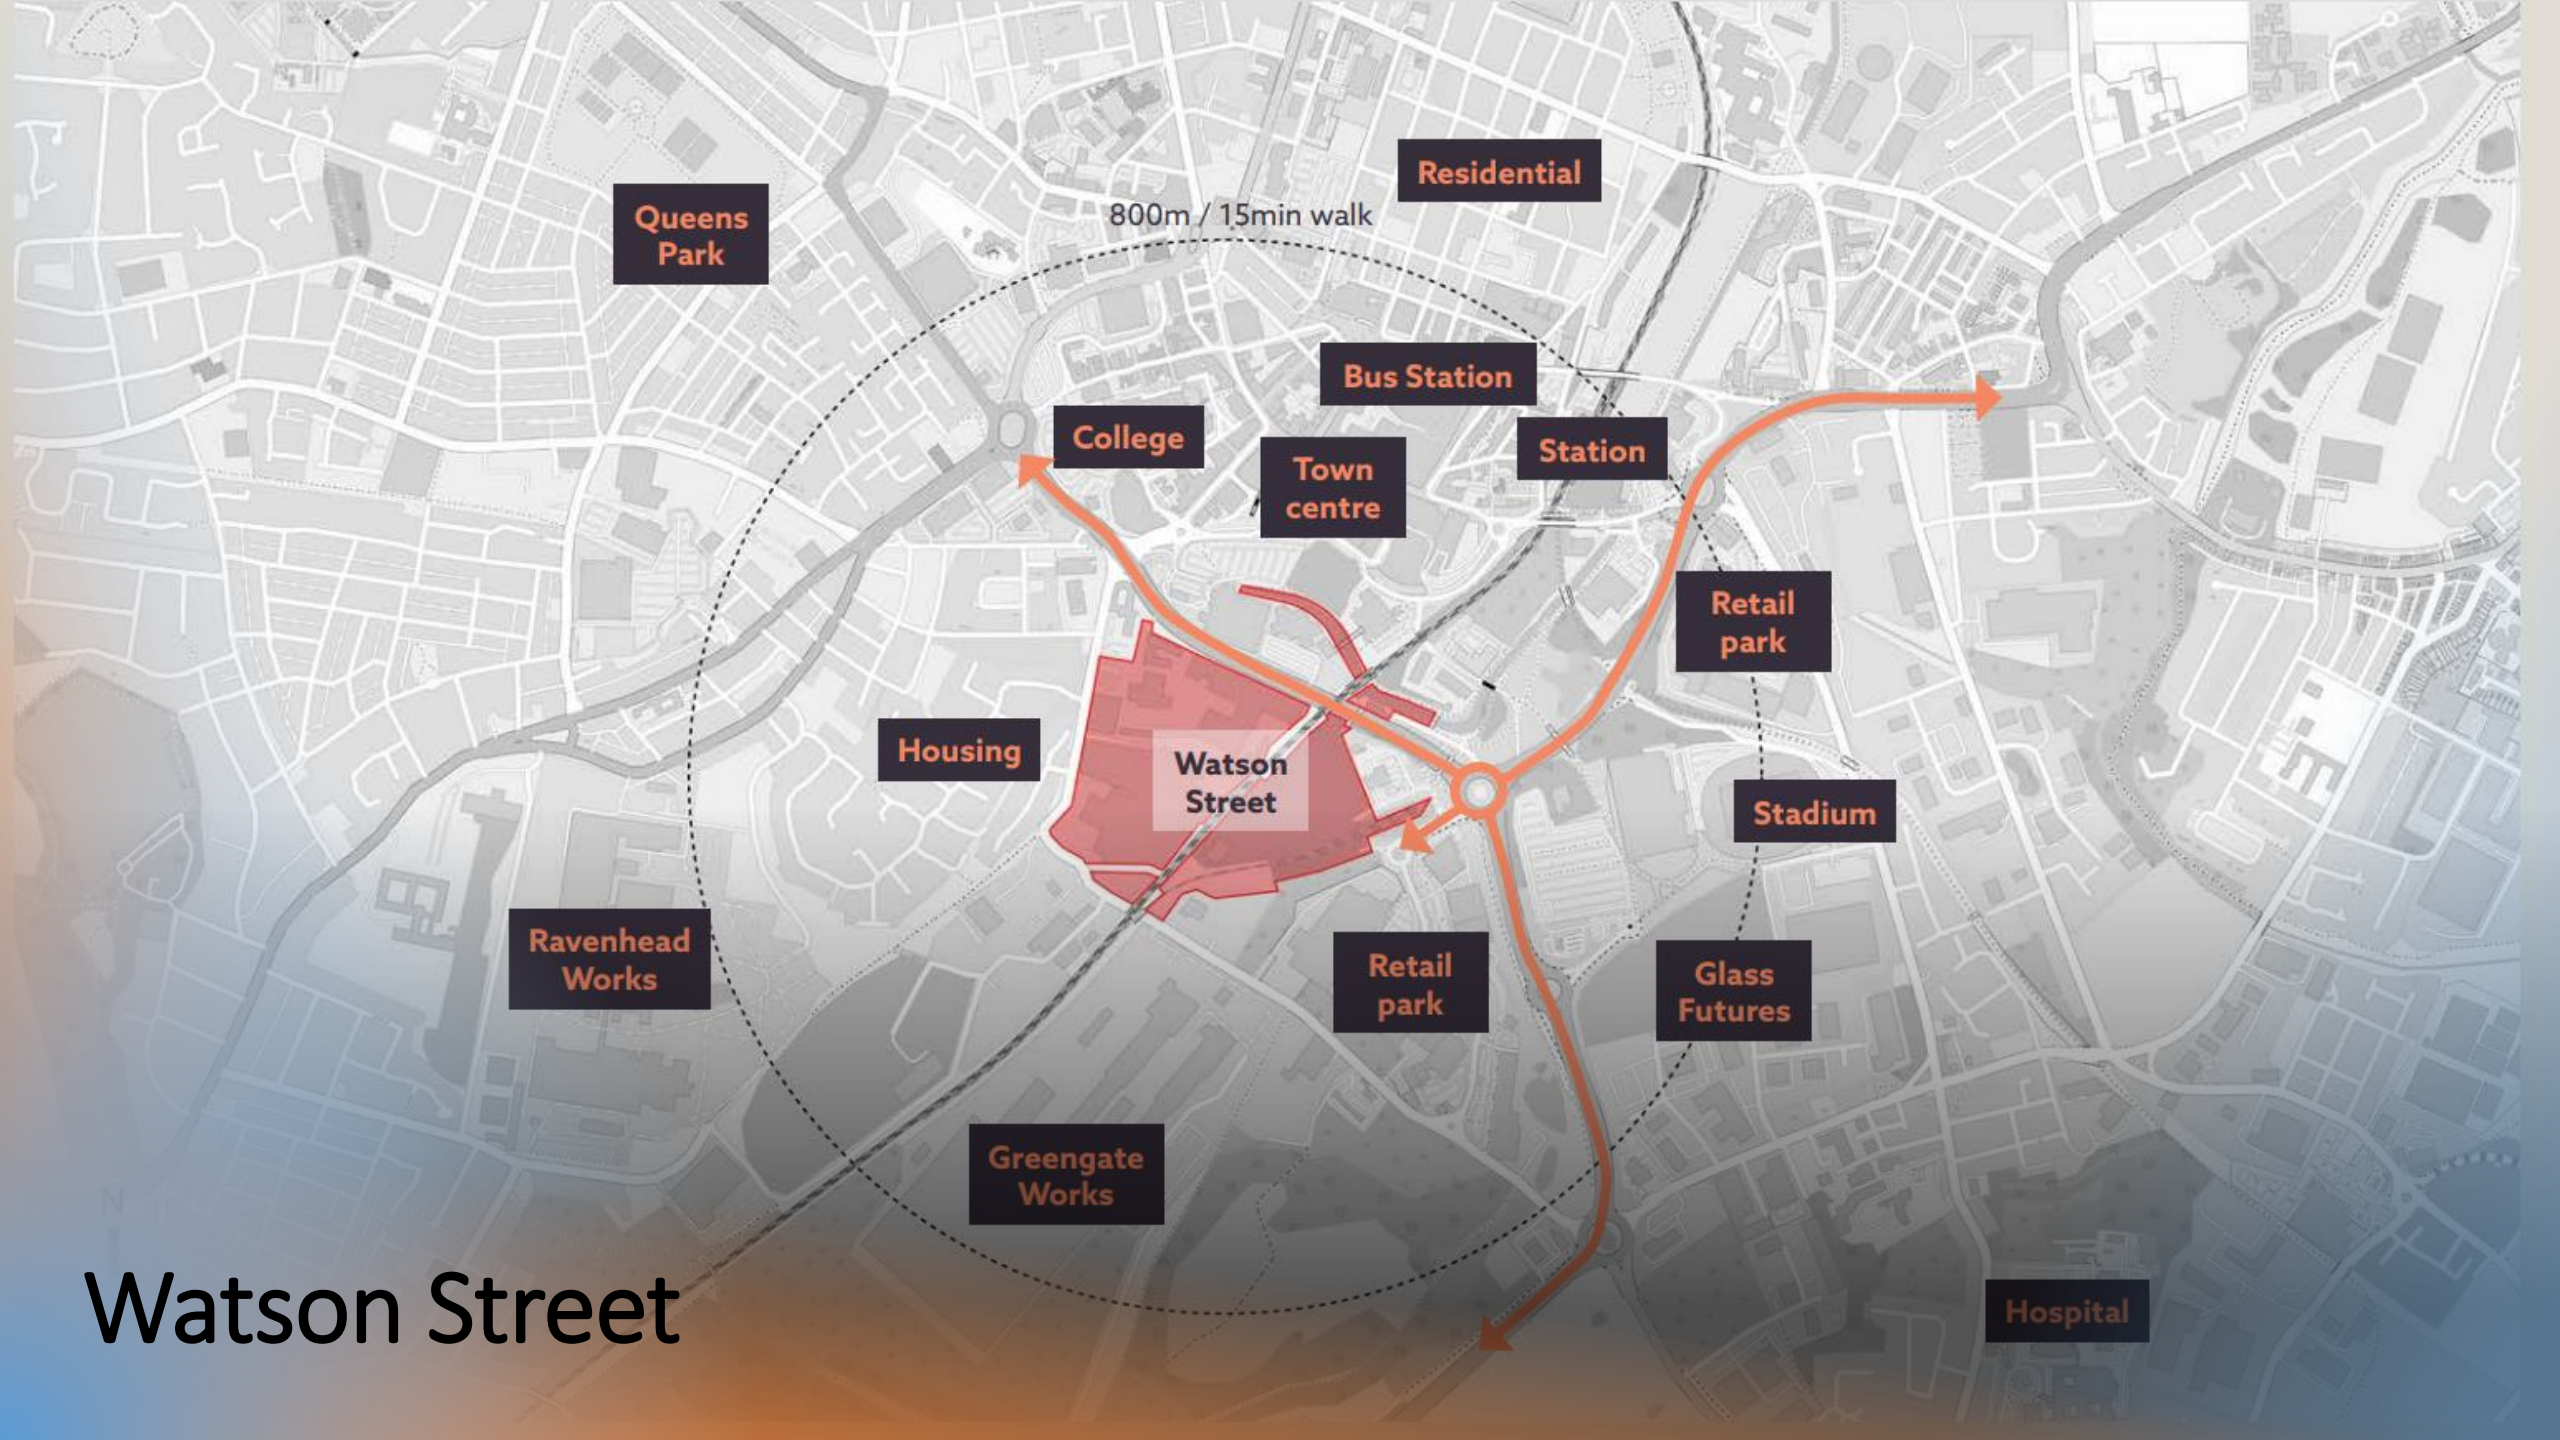 Residential
Queens
Park
800m / 15min walk
Bus Station
College
Station
Town
centre
Retail
park
Housing
Watson
Street
Stadium
Ravenhead
Works
Retail
park
Glass
Futures
Greengate
Works
N
Watson Street
Hospital